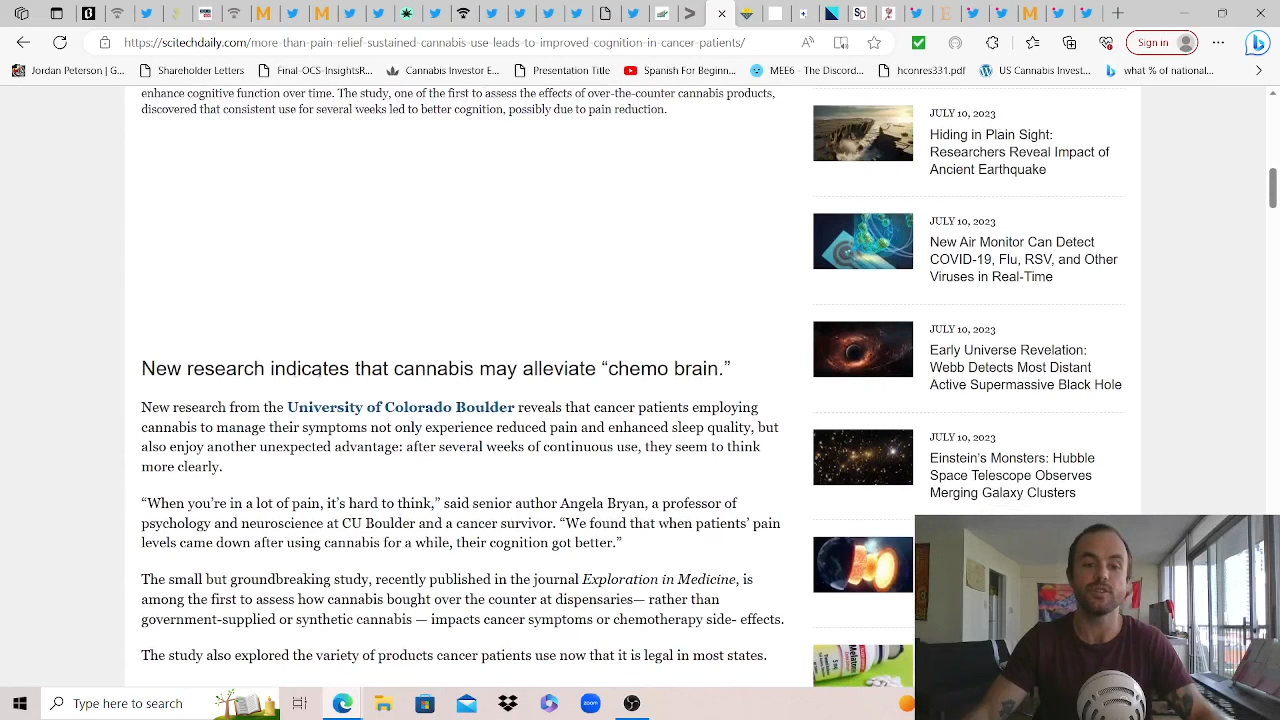 https://scitechdaily.com/more-than-pain-relief-sustained-cannabis-use-leads-to-improved-cognition-in-cancer-patients/
Sign in
Jordan Peterson | G...
Shareholder Letters
Final-OCS-InsightsR...
Cannabis Investor E...
Presentation Title
Spanish For Beginn...
MEE6 - The Discord...
hconres331.pdf
US Cannabis Invest...
what % of national...
enhance cognitive function over time. The study, one of the first to assess the effects of over-the-counter cannabis products,
discovered that consistent use for several weeks led to better cognition, possibly due to pain reduction.
New research indicates that cannabis may alleviate “chemo brain.”
New research from the University of Colorado Boulder reveals that cancer patients employing
cannabis to manage their symptoms not only experience reduced pain and enhanced sleep quality, but
also enjoy another unexpected advantage: after several weeks of continuous use, they seem to think
more clearly.
“When you’re in a lot of pain, it’s hard to think,” said senior author Angela Bryan, a professor of
psychology and neuroscience at CU Boulder and a cancer survivor. “We found that when patients’ pain
levels came down after using cannabis for a while, their cognition got better.”
The small but groundbreaking study, recently published in the journal Exploration in Medicine, is
among the first to assess how cannabis bought over the counter at dispensaries— rather than
government-supplied or synthetic cannabis — impacts cancer symptoms or chemotherapy side- effects.
The study also explored the variety of products cancer patients use now that it is legal in most states.
JULY 10, 2023
Hiding in Plain Sight:
Researchers Reveal Impact of
Ancient Earthquake
JULY 10, 2023
New Air Monitor Can Detect
COVID-19, Flu, RSV, and Other
Viruses in Real-Time
JULY 10, 2023
Early Universe Revelation:
Webb Detects Most Distant
Active Supermassive Black Hole
JULY 10, 2023
Einstein’s Monsters: Hubble
Space Telescope Observes
Merging Galaxy Clusters
Melatonin
Type here to search
zoom